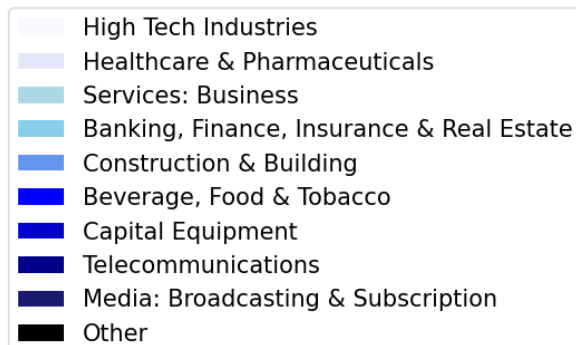 High Tech Industries
Healthcare & Pharmaceuticals
Services: Business
Banking, Finance, Insurance & Real Estate
Construction & Building
Beverage, Food & Tobacco
Capital Equipment
Telecommunications
Media: Broadcasting & Subscription
Other